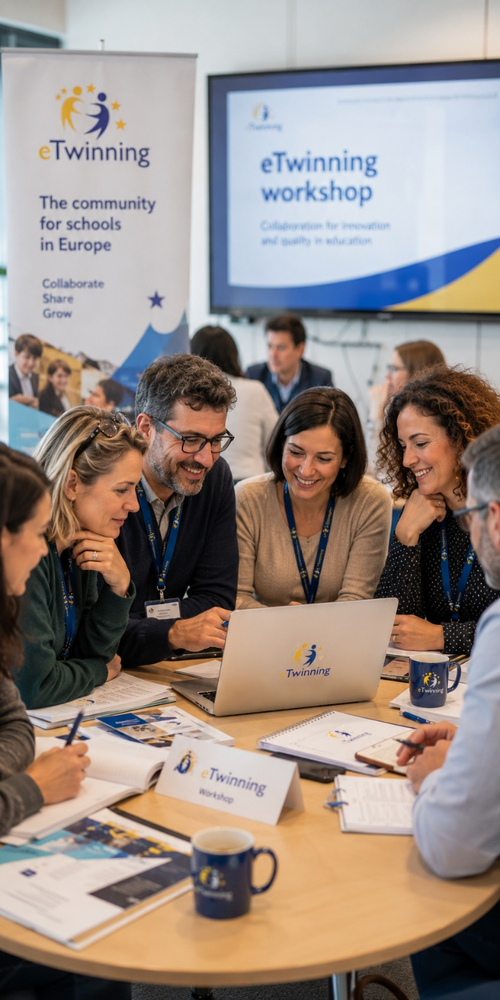 eTwinning
The community
for schools
in Europe
Collaborate
Share
Grow
eTwinning
workshop
Collaboration for innovation
and quality in education
eTwinning
eTwinning
Workshop
eTwinning